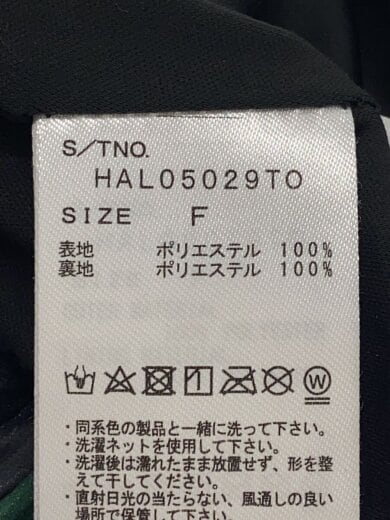 S/TNO.
HAL05029TO
SIZE F
表地 ポリエステル 100%
裏地 ポリエステル 100%
W
・同系色の製品と一緒に洗って下さい。
・洗濯ネットを使用して下さい。
・洗濯後は濡れたまま放置せず、形を整
えて干してください。
・直射日光の当たらない、風通しの良い
場所で保管して下さい。